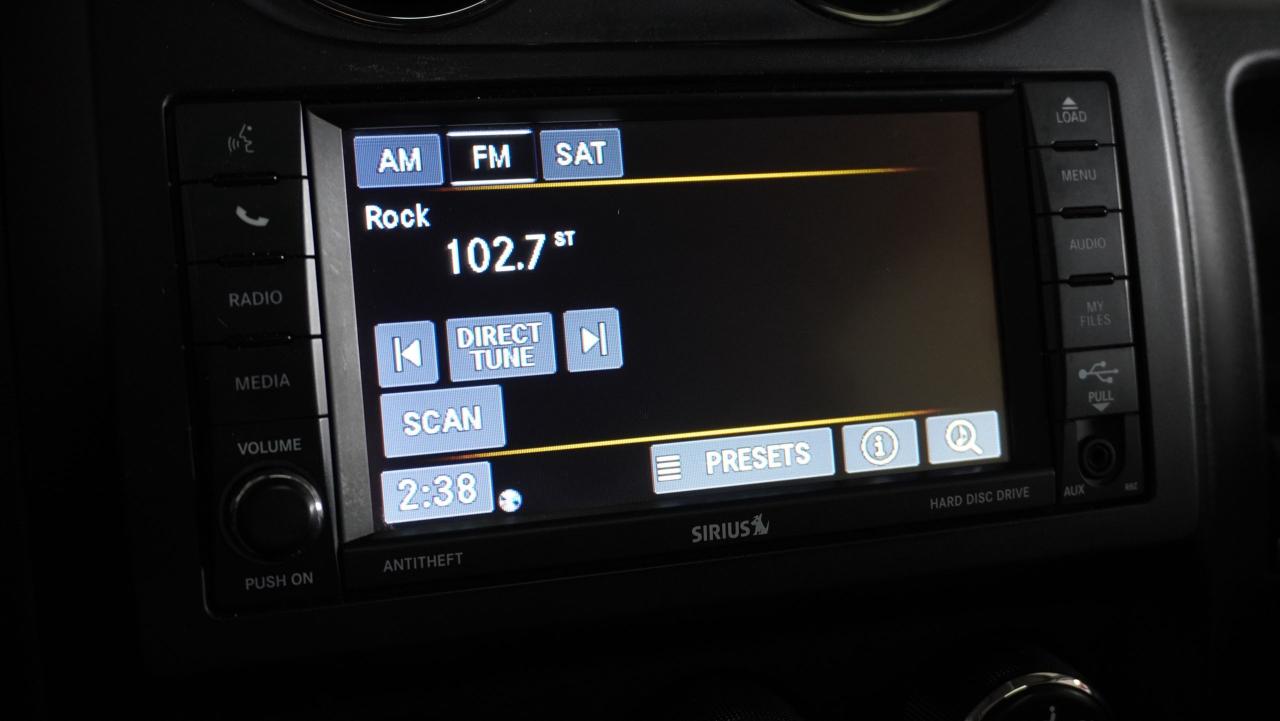 AM FM SAT
Rock
102.7 ST
DIRECT
TUNE
SCAN
2:38
PRESETS
RADIO
MEDIA
VOLUME
PUSH ON
LOAD
MENU
AUDIO
MY
FILES
PULL
AUX
RBZ
ANTITHEFT
SIRIUS
HARD DISC DRIVE